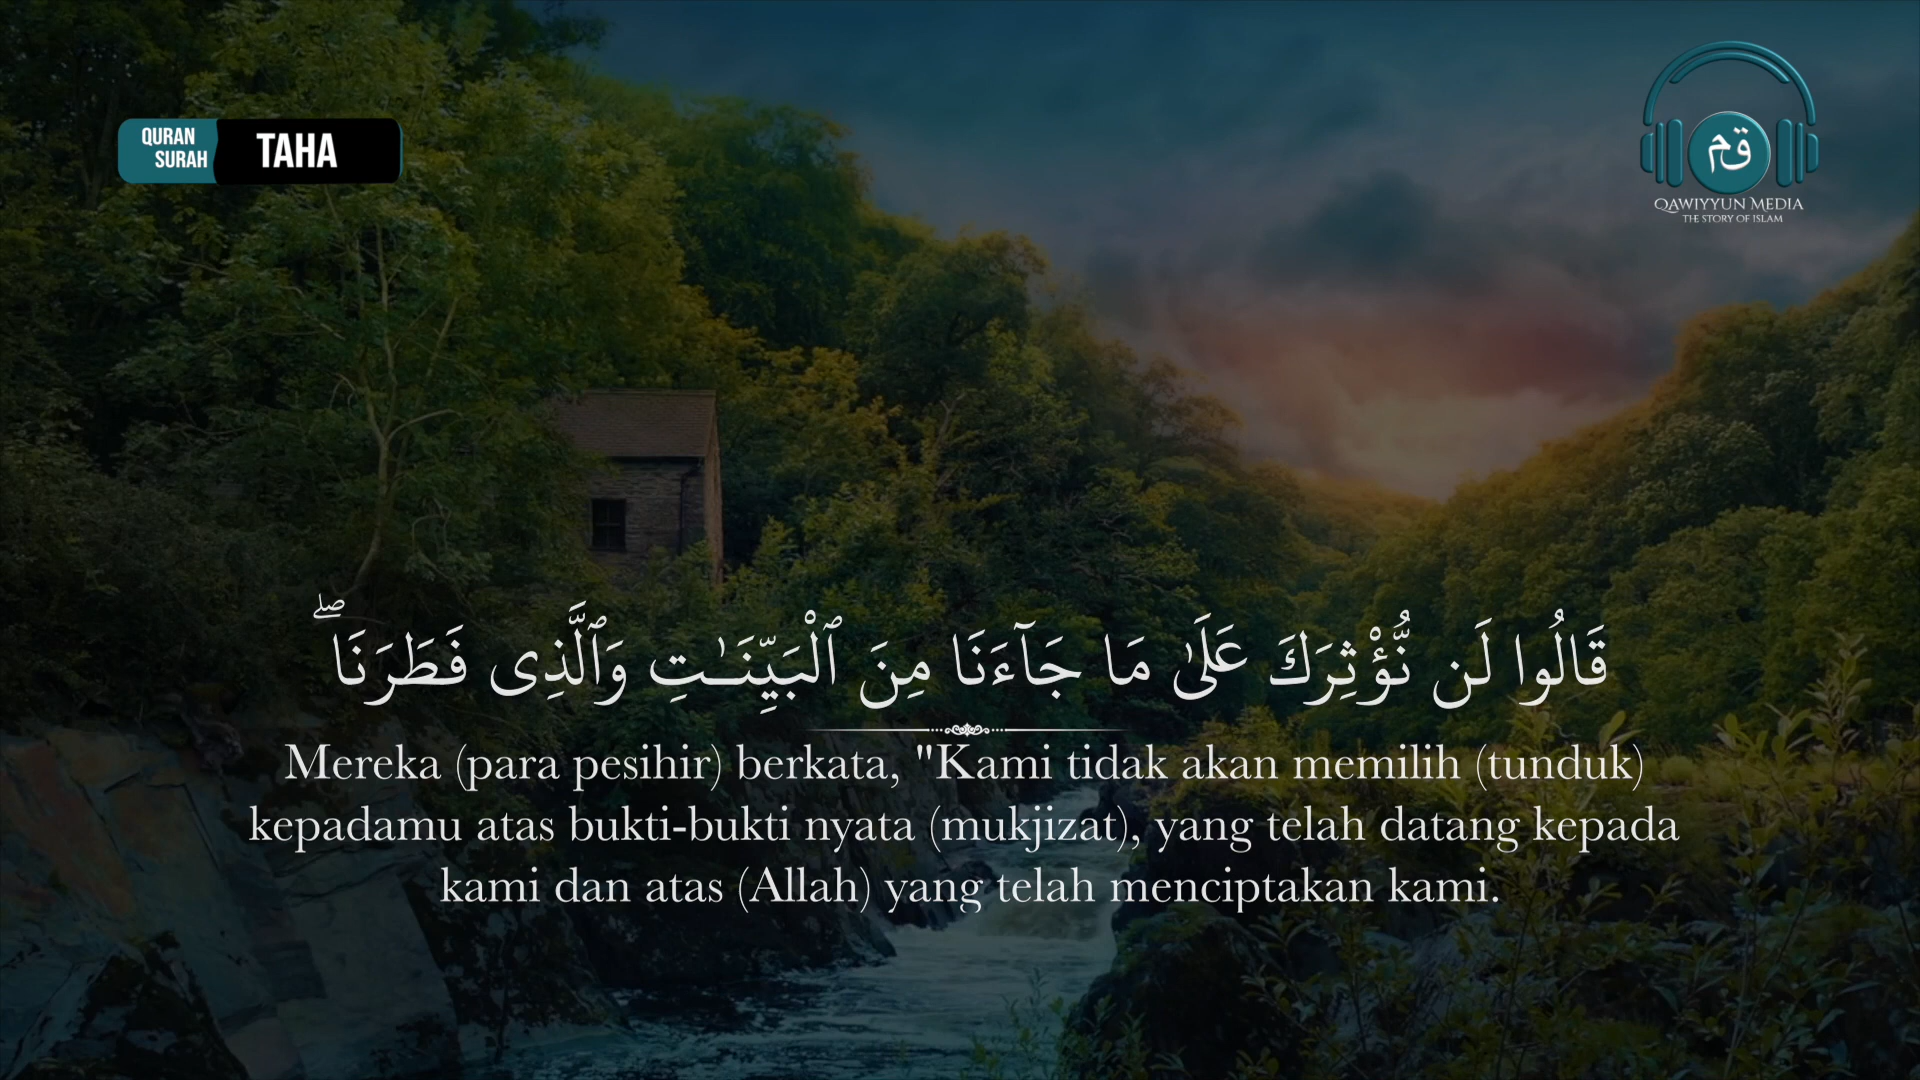 QURAN
SURAH
TAHA
قم
QAWIYYUN MEDIA
THE STORY OF ISLAM
قَالُوا لَن نُّؤْثِرَكَ عَلَىٰ مَا جَآءَنَا مِنَ ٱلْبَيِّنَـٰتِ وَٱلَّذِى فَطَرَنَا ۖ
Mereka (para pesihir) berkata, "Kami tidak akan memilih (tunduk)
kepadamu atas bukti-bukti nyata (mukjizat), yang telah datang kepada
kami dan atas (Allah) yang telah menciptakan kami.